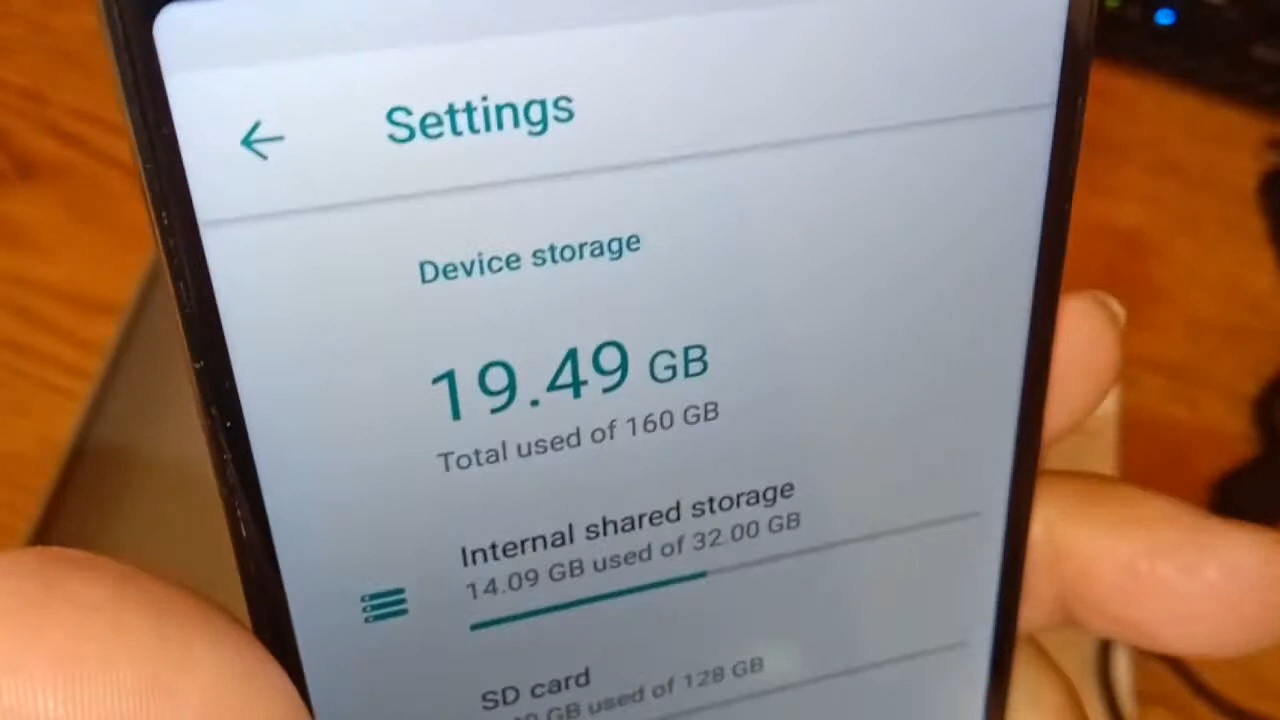 Settings
Device storage
19.49 GB
Total used of 160 GB
Internal shared storage
14.09 GB used of 32.00 GB
SD card
GB used of 128 GB